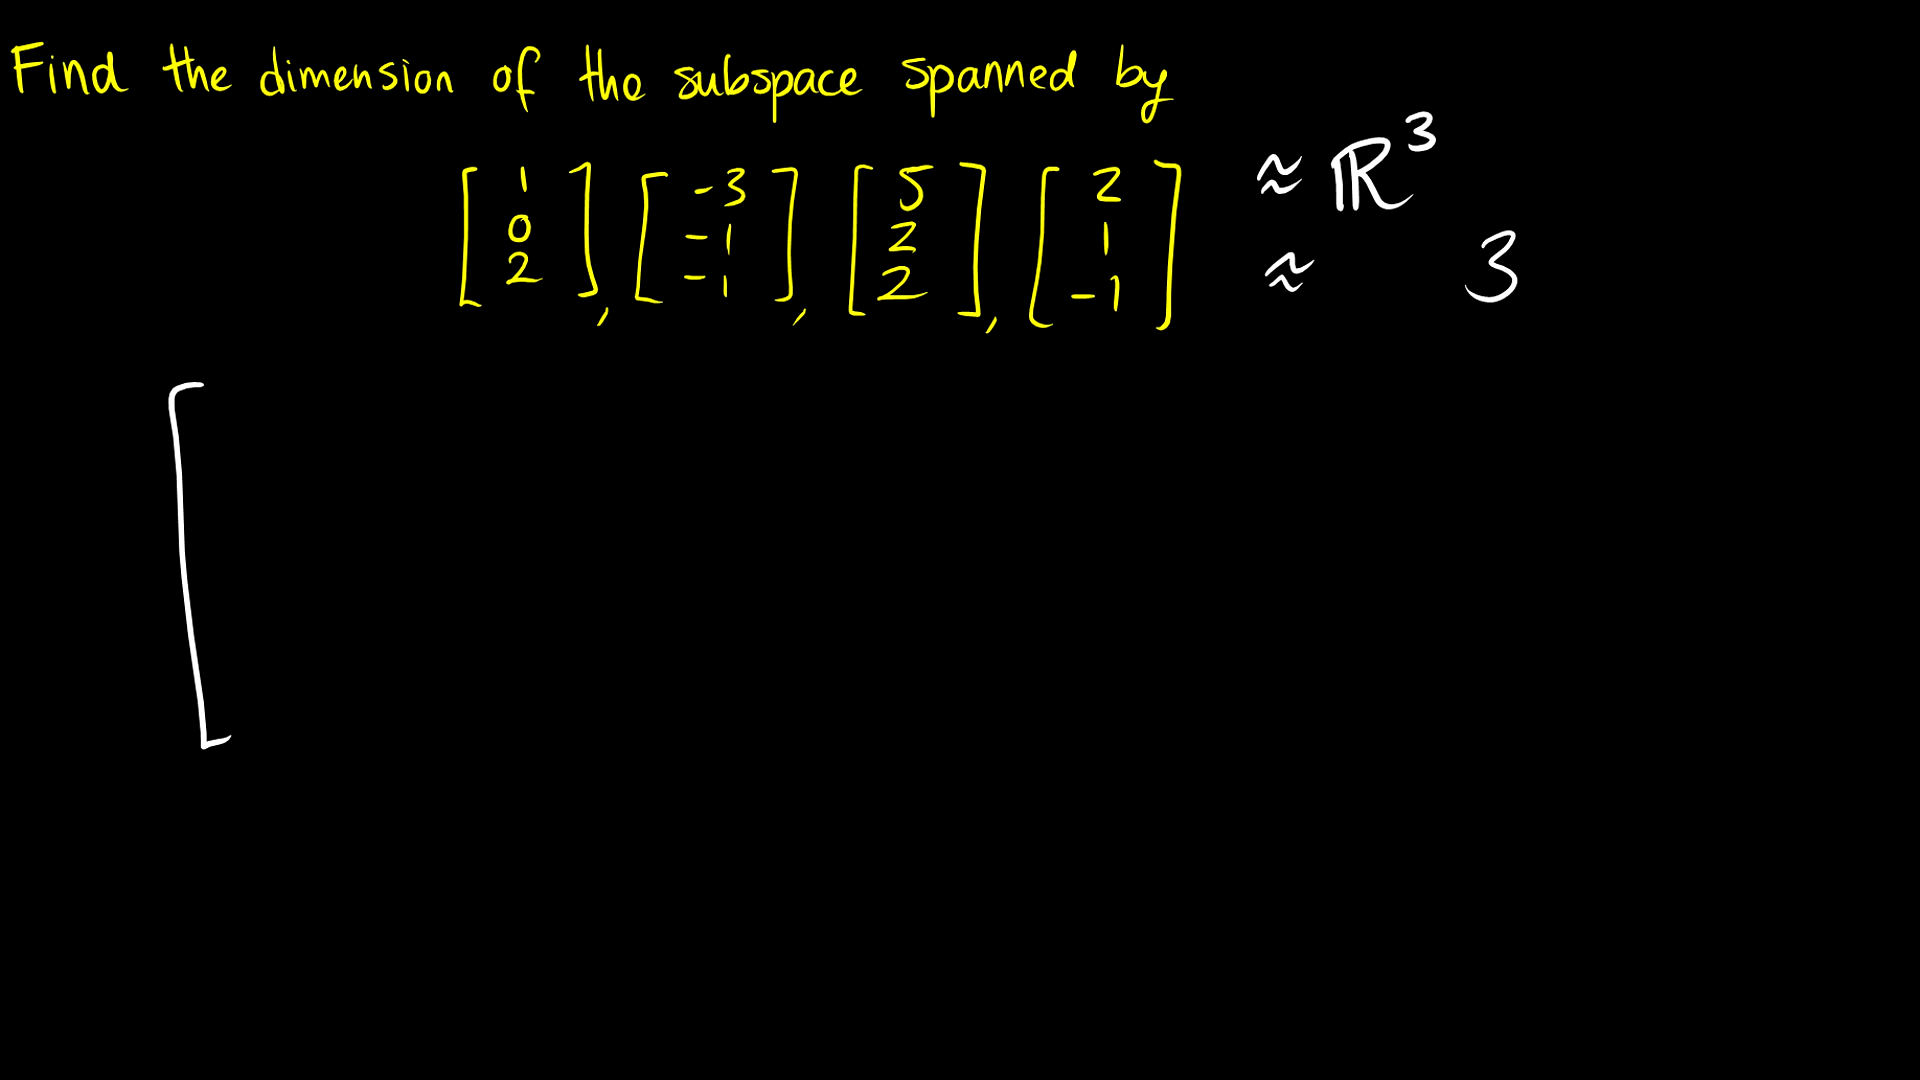 Find the dimension of the subspace spanned by
[1 0 2], [-3 -1 -1], [5 2 2], [2 1 -1] ≈ ℝ³
≈ 3
[